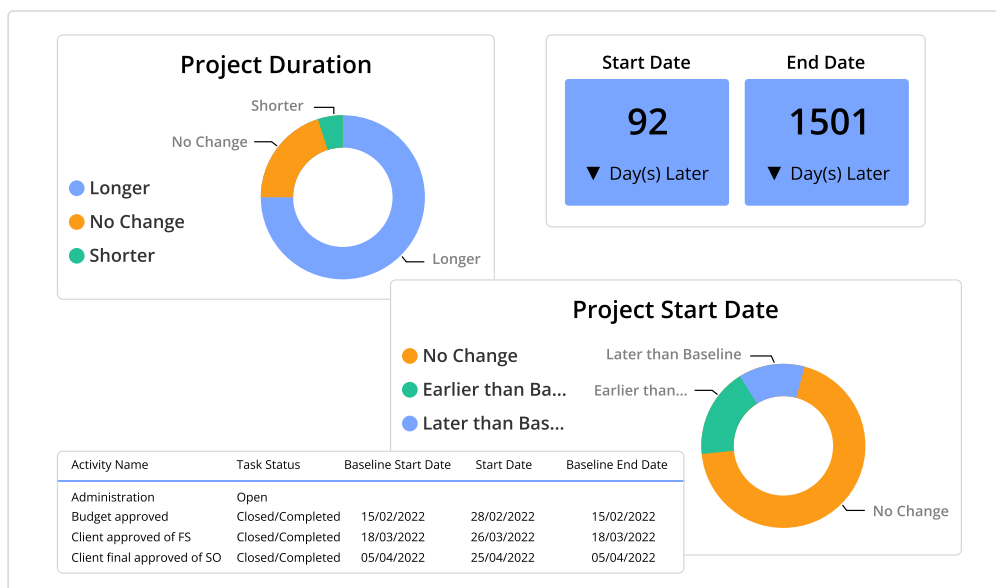 Project Duration
Shorter
No Change
Longer
No Change
Shorter
Longer
Start Date
End Date
92
1501
▼ Day(s) Later
▼ Day(s) Later
Project Start Date
No Change
Earlier than Ba...
Later than Bas...
Later than Baseline
Earlier than...
No Change
Activity Name Task Status Baseline Start Date Start Date Baseline End Date
Administration Open
Budget approved Closed/Completed 15/02/2022 28/02/2022 15/02/2022
Client approved of FS Closed/Completed 18/03/2022 26/03/2022 18/03/2022
Client final approved of SO Closed/Completed 05/04/2022 25/04/2022 05/04/2022